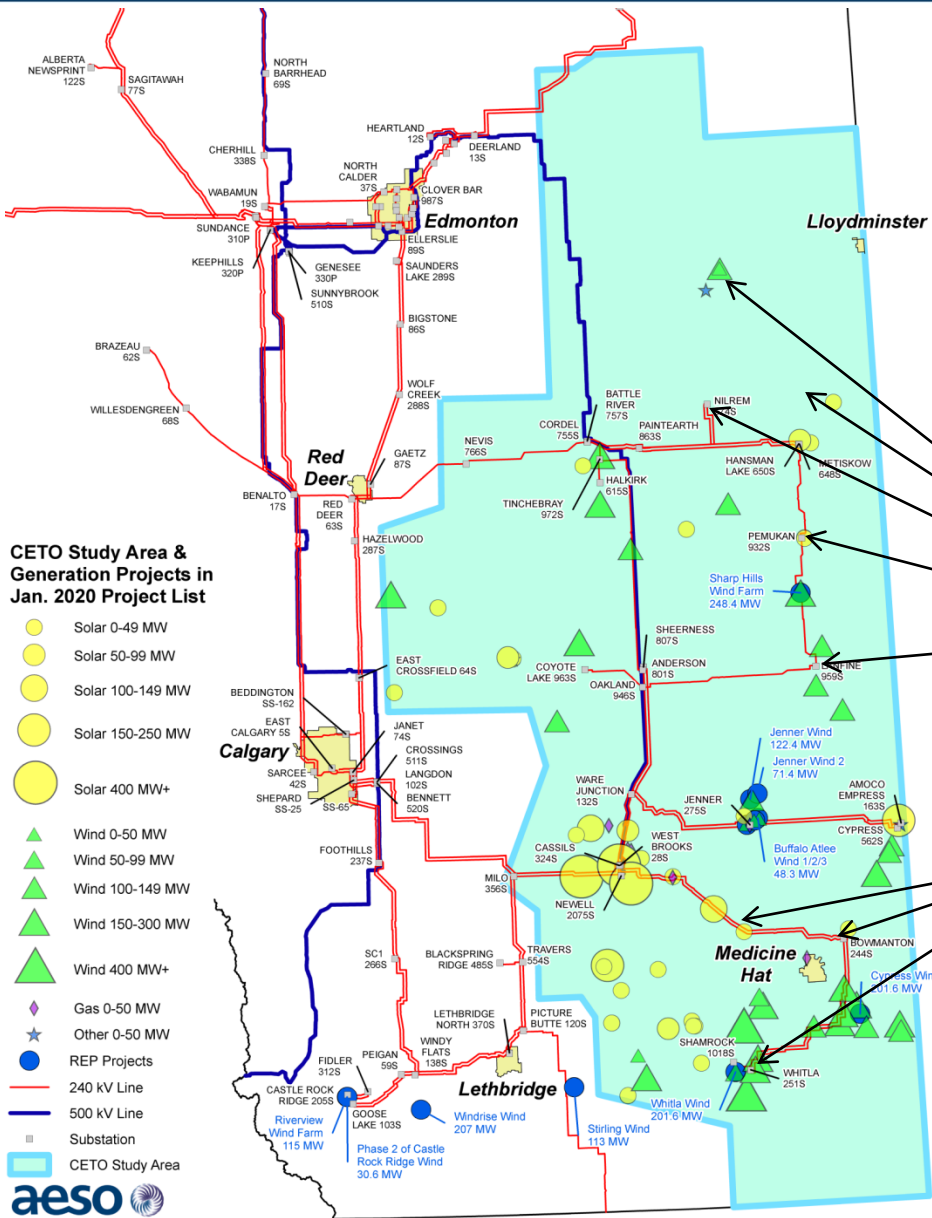 ALBERTA
NEWSPRINT
122S
SAGITAWAH
77S
NORTH
BARRHEAD
69S
CHERHILL
338S
WABAMUN
19S
SUNDANCE
310P
KEEPHILLS
320P
GENESEE
330P
SUNNYBROOK
510S
NORTH
CALDER
37S
HEARTLAND
12S
DEERLAND
13S
CLOVER BAR
987S
Edmonton
ELLERSLIE
89S
SAUNDERS
LAKE 289S
BIGSTONE
86S
Lloydminster
BRAZEAU
62S
WILLESDENGREEN
68S
WOLF
CREEK
288S
GAETZ
87S
NEVIS
766S
Red
Deer
BENALTO
17S
RED
DEER
63S
HAZELWOOD
287S
BATTLE
RIVER
757S
CORDEL
755S
PAINTEARTH
863S
NILREM
HANSMAN
LAKE 650S
METISKOW
648S
TINCHEBRAY
972S
HALKIRK
615S
PEMUKAN
932S
Sharp Hills
Wind Farm
248.4 MW
SHEERNESS
807S
COYOTE
LAKE 963S
ANDERSON
801S
OAKLAND
946S
959S
CETO Study Area &
Generation Projects in
Jan. 2020 Project List
Solar 0-49 MW
Solar 50-99 MW
Solar 100-149 MW
Solar 150-250 MW
Solar 400 MW+
Wind 0-50 MW
Wind 50-99 MW
Wind 100-149 MW
Wind 150-300 MW
Wind 400 MW+
Gas 0-50 MW
Other 0-50 MW
REP Projects
240 kV Line
500 kV Line
Substation
CETO Study Area
aeso
EAST
CROSSFIELD 64S
BEDDINGTON
SS-162
EAST
CALGARY 5S
JANET
74S
Calgary
CROSSINGS
511S
SARCEE
42S
LANGDON
102S
SHEPARD
SS-25
SS-65
BENNETT
520S
FOOTHILLS
237S
Jenner Wind
122.4 MW
Jenner Wind 2
71.4 MW
WARE
JUNCTION
132S
JENNER
275S
AMOCO
EMPRESS
163S
CYPRESS
562S
Buffalo Atlee
Wind 1/2/3
48.3 MW
CASSILS
324S
WEST
BROOKS
28S
MILO
356S
NEWELL
2075S
SC1
266S
BLACKSPRING
RIDGE 485S
TRAVERS
554S
Medicine
Hat
BOWMANTON
244S
Cypress Win
201.6 MW
LETHBRIDGE
NORTH 370S
PICTURE
BUTTE 120S
SHAMROCK
1018S
WHITLA
251S
Whitla Wind
201.6 MW
WINDY
FLATS
138S
PEIGAN
59S
FIDLER
312S
CASTLE ROCK
RIDGE 205S
GOOSE
LAKE 103S
Lethbridge
Riverview
Wind Farm
115 MW
Phase 2 of Castle
Rock Ridge Wind
30.6 MW
Windrise Wind
207 MW
Stirling Wind
113 MW